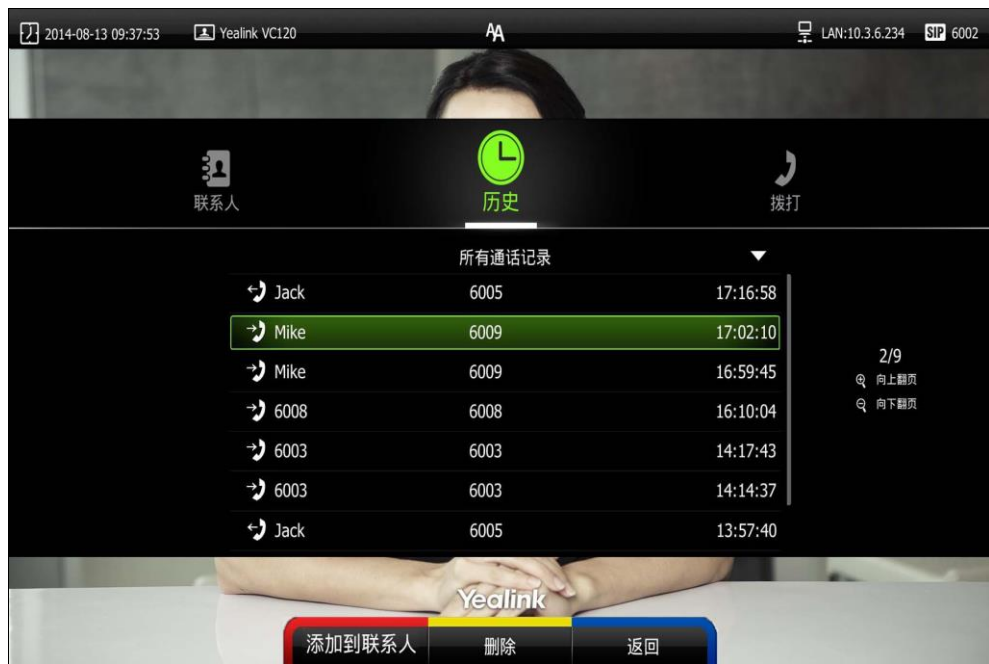 2014-08-13 09:37:53 Yealink VC120 AA LAN:10.3.6.234 SIP 6002
联系人 历史 拨打
所有通话记录
Jack 6005 17:16:58
Mike 6009 17:02:10
Mike 6009 16:59:45
6008 6008 16:10:04
6003 6003 14:17:43
6003 6003 14:14:37
Jack 6005 13:57:40
2/9
向上翻页
向下翻页
Yealink
添加到联系人 删除 返回